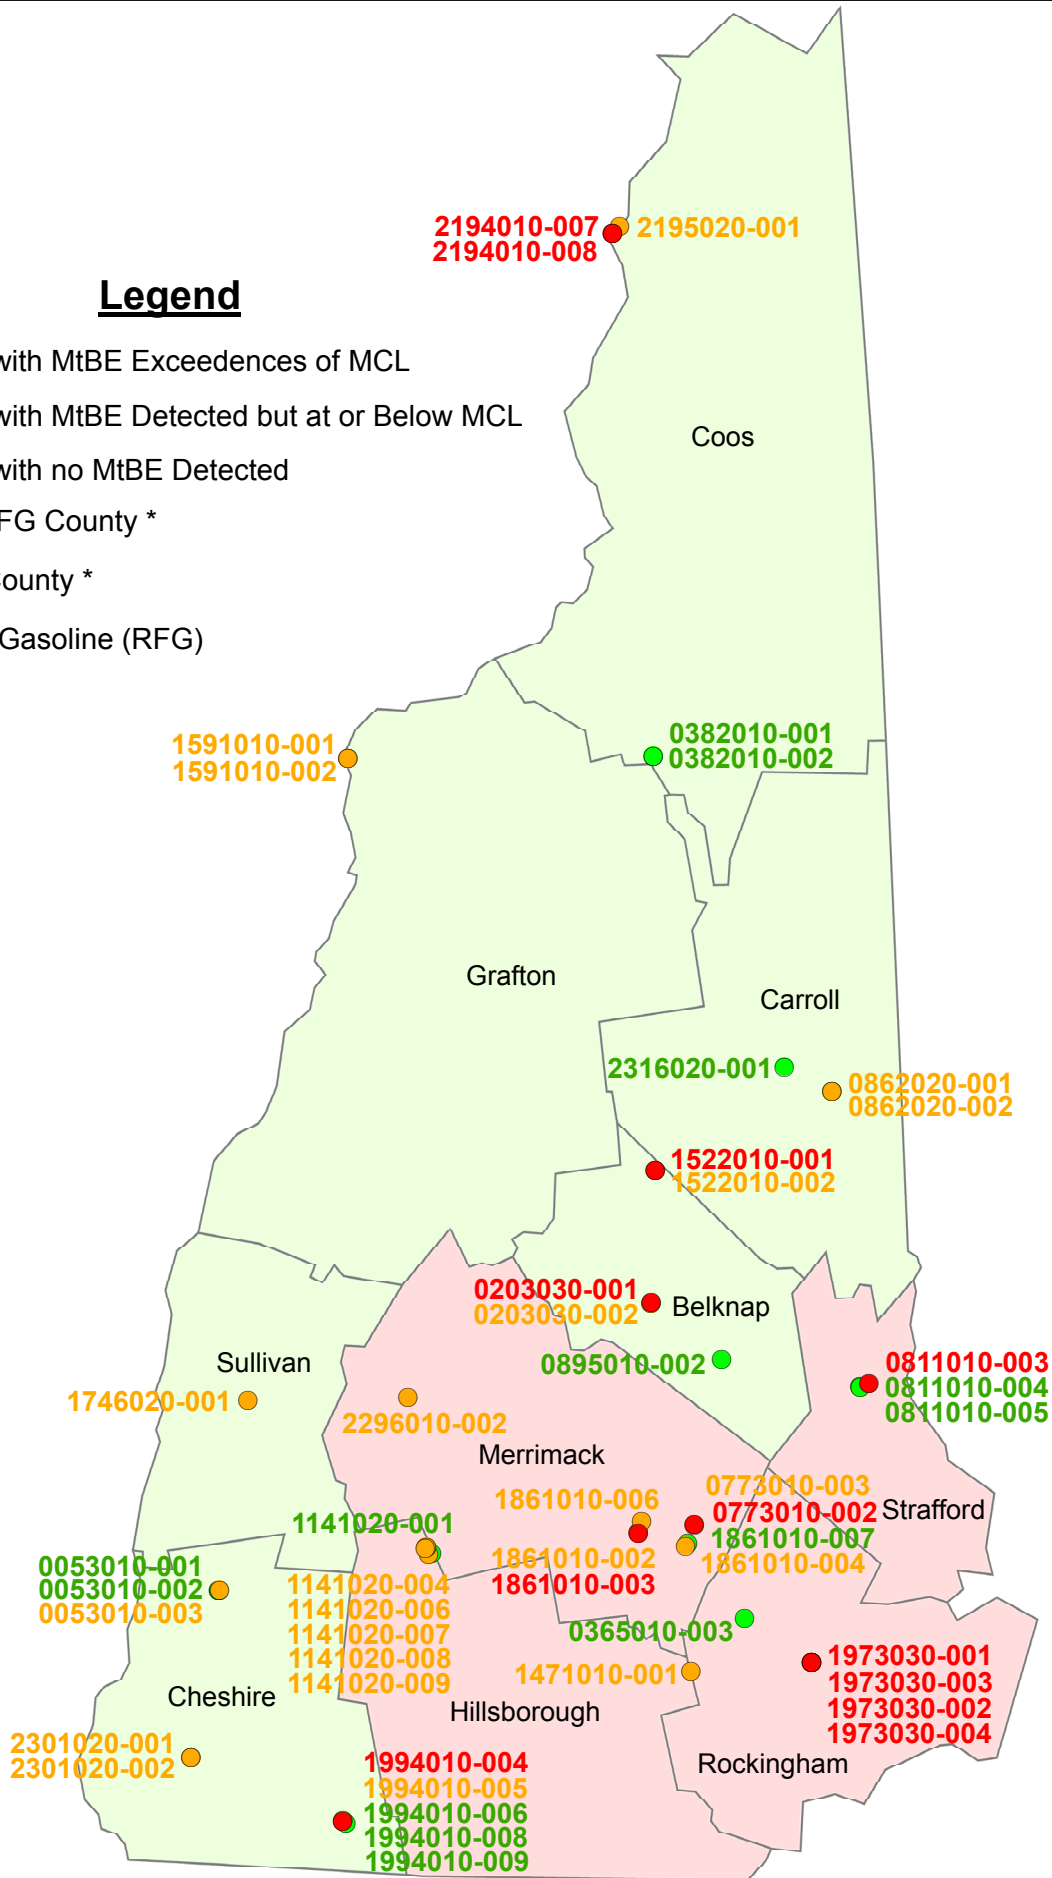 2194010-007
2195020-001
2194010-008
Legend
with MtBE Exceedences of MCL
with MtBE Detected but at or Below MCL
with no MtBE Detected
FG County *
County *
Gasoline (RFG)
Coos
0382010-001
0382010-002
1591010-001
1591010-002
Grafton
Carroll
2316020-001
0862020-001
0862020-002
1522010-001
1522010-002
0203030-001
0203030-002
Belknap
0895010-002
Sullivan
1746020-001
0811010-003
0811010-004
0811010-005
2296010-002
Merrimack
0773010-003
0773010-002
1861010-007
1861010-004
Strafford
1861010-006
1861010-002
1861010-003
1141020-001
1141020-004
1141020-006
1141020-007
1141020-008
1141020-009
0053010-001
0053010-002
0053010-003
0365010-003
1471010-001
1973030-001
1973030-003
1973030-002
1973030-004
Cheshire
Hillsborough
Rockingham
2301020-001
2301020-002
1994010-004
1994010-005
1994010-006
1994010-008
1994010-009